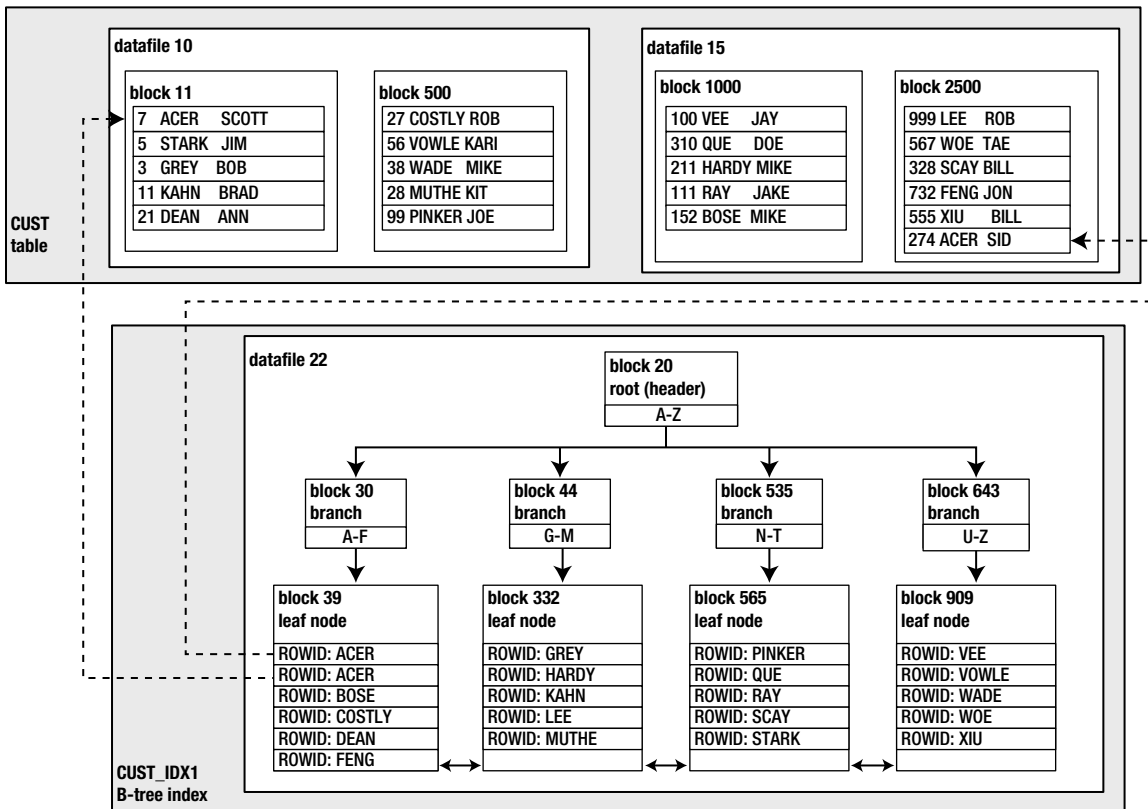 datafile 10
block 11
7 ACER SCOTT
5 STARK JIM
3 GREY BOB
11 KAHN BRAD
21 DEAN ANN
block 500
27 COSTLY ROB
56 VOWLE KARI
38 WADE MIKE
28 MUTHE KIT
99 PINKER JOE
datafile 15
block 1000
100 VEE JAY
310 QUE DOE
211 HARDY MIKE
111 RAY JAKE
152 BOSE MIKE
block 2500
999 LEE ROB
567 WOE TAE
328 SCAY BILL
732 FENG JON
555 XIU BILL
274 ACER SID
CUST
table
datafile 22
block 20
root (header)
A-Z
block 30
branch
A-F
block 44
branch
G-M
block 535
branch
N-T
block 643
branch
U-Z
block 39
leaf node
ROWID: ACER
ROWID: ACER
ROWID: BOSE
ROWID: COSTLY
ROWID: DEAN
ROWID: FENG
block 332
leaf node
ROWID: GREY
ROWID: HARDY
ROWID: KAHN
ROWID: LEE
ROWID: MUTHE
block 565
leaf node
ROWID: PINKER
ROWID: QUE
ROWID: RAY
ROWID: SCAY
ROWID: STARK
block 909
leaf node
ROWID: VEE
ROWID: VOWLE
ROWID: WADE
ROWID: WOE
ROWID: XIU
CUST_IDX1
B-tree index